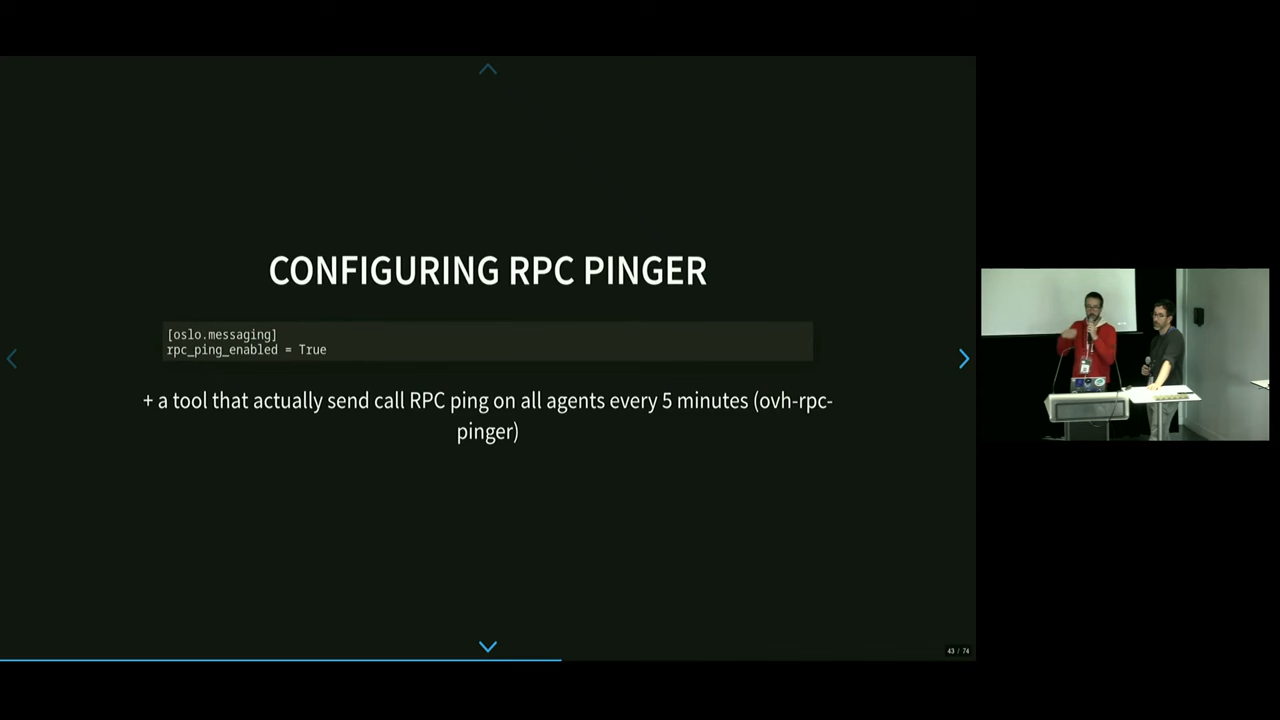 CONFIGURING RPC PINGER
[oslo.messaging]
rpc_ping_enabled = True
+ a tool that actually send call RPC ping on all agents every 5 minutes (ovh-rpc-
pinger)
43 / 74